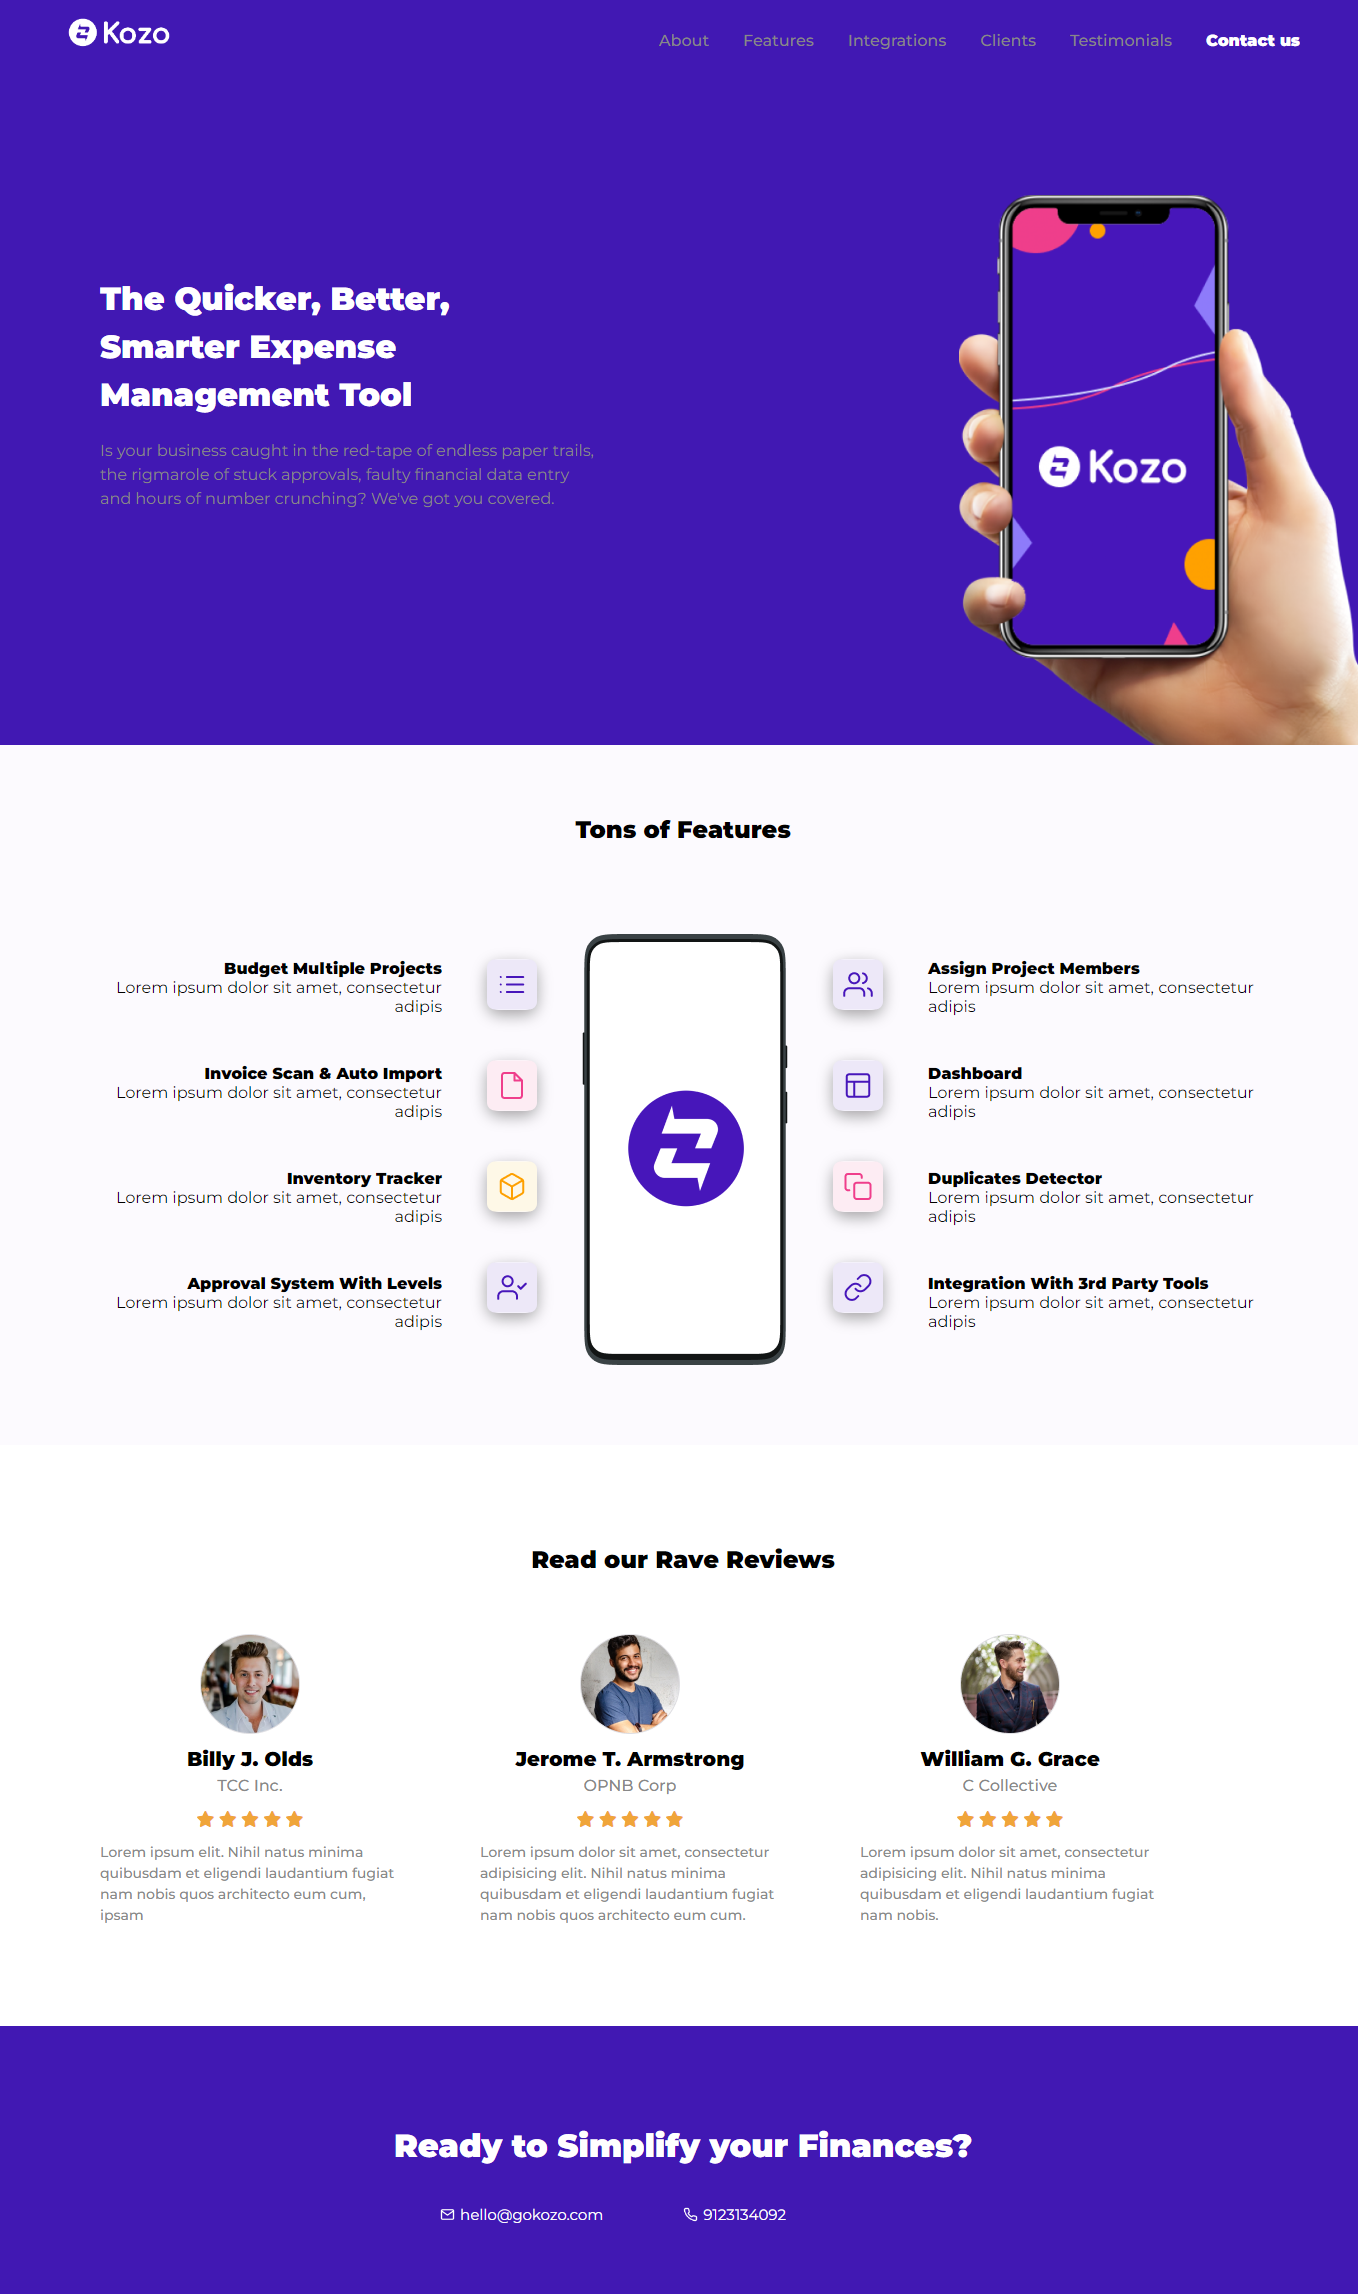 Kozo
About Features Integrations Clients Testimonials Contact us
The Quicker, Better,
Smarter Expense
Management Tool
Is your business caught in the red-tape of endless paper trails,
the rigmarole of stuck approvals, faulty financial data entry
and hours of number crunching? We've got you covered.
Kozo
Tons of Features
Budget Multiple Projects
Lorem ipsum dolor sit amet, consectetur
adipis
Invoice Scan & Auto Import
Lorem ipsum dolor sit amet, consectetur
adipis
Inventory Tracker
Lorem ipsum dolor sit amet, consectetur
adipis
Approval System With Levels
Lorem ipsum dolor sit amet, consectetur
adipis
Assign Project Members
Lorem ipsum dolor sit amet, consectetur
adipis
Dashboard
Lorem ipsum dolor sit amet, consectetur
adipis
Duplicates Detector
Lorem ipsum dolor sit amet, consectetur
adipis
Integration With 3rd Party Tools
Lorem ipsum dolor sit amet, consectetur
adipis
Read our Rave Reviews
Billy J. Olds
TCC Inc.
Lorem ipsum elit. Nihil natus minima
quibusdam et eligendi laudantium fugiat
nam nobis quos architecto eum cum,
ipsam
Jerome T. Armstrong
OPNB Corp
Lorem ipsum dolor sit amet, consectetur
adipisicing elit. Nihil natus minima
quibusdam et eligendi laudantium fugiat
nam nobis quos architecto eum cum.
William G. Grace
C Collective
Lorem ipsum dolor sit amet, consectetur
adipisicing elit. Nihil natus minima
quibusdam et eligendi laudantium fugiat
nam nobis.
Ready to Simplify your Finances?
hello@gokozo.com 9123134092